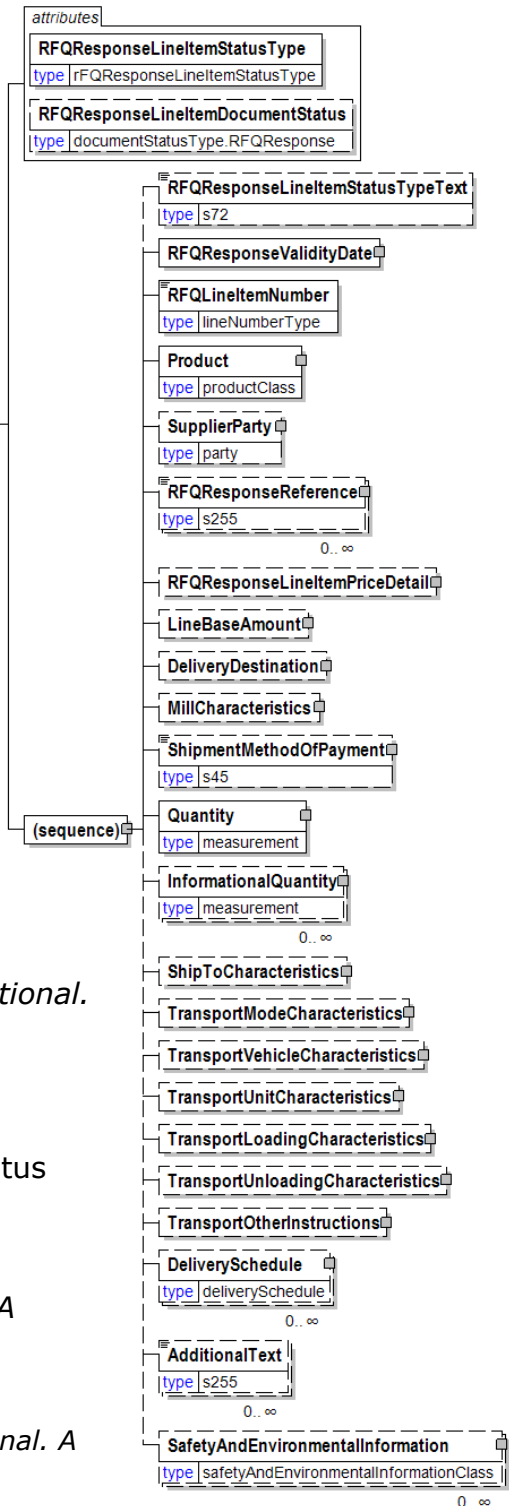 attributes
RFQResponseLineItemStatusType
type rFQResponseLineItemStatusType
RFQResponseLineItemDocumentStatus
type documentStatusType.RFQResponse
RFQResponseLineItemStatusTypeText
type s72
RFQResponseValidityDate
RFQLineItemNumber
type lineNumberType
Product
type productClass
SupplierParty
type party
RFQResponseReference
type s255
0.. ∞
RFQResponseLineItemPriceDetail
LineBaseAmount
DeliveryDestination
MillCharacteristics
ShipmentMethodOfPayment
type s45
(sequence)
Quantity
type measurement
InformationalQuantity
type measurement
0.. ∞
ShipToCharacteristics
tional.
TransportModeCharacteristics
TransportVehicleCharacteristics
TransportUnitCharacteristics
TransportLoadingCharacteristics
tus
TransportUnloadingCharacteristics
TransportOtherInstructions
DeliverySchedule
type deliverySchedule
A
0.. ∞
AdditionalText
type s255
0.. ∞
nal. A
SafetyAndEnvironmentalInformation
type safetyAndEnvironmentalInformationClass
0.. ∞